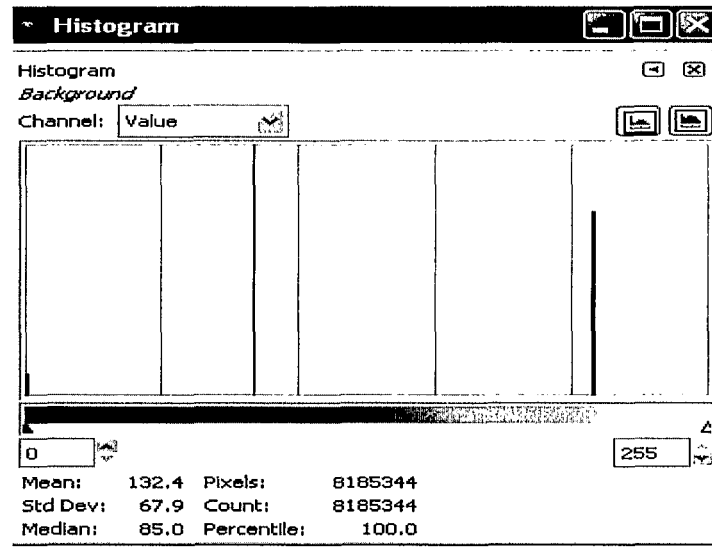 Histogram
Histogram
Background
Channel: Value
0 255
Mean: 132.4 Pixels: 8185344
Std Dev: 67.9 Count: 8185344
Median: 85.0 Percentile: 100.0